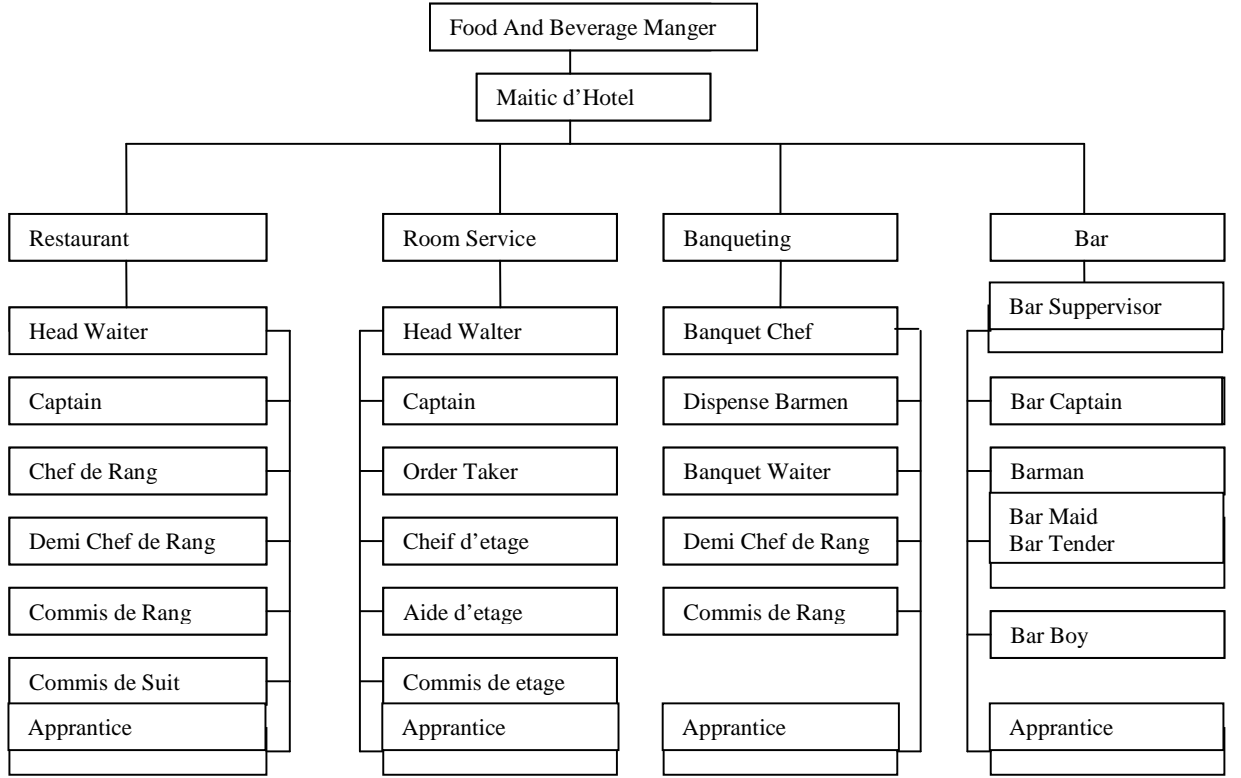 Food And Beverage Manger
Maitic d’Hotel
Restaurant
Room Service
Banqueting
Bar
Head Waiter
Captain
Chef de Rang
Demi Chef de Rang
Commis de Rang
Commis de Suit
Apprantice
Head Walter
Captain
Order Taker
Cheif d’etage
Aide d’etage
Commis de etage
Apprantice
Banquet Chef
Dispense Barmen
Banquet Waiter
Demi Chef de Rang
Commis de Rang
Apprantice
Bar Suppervisor
Bar Captain
Barman
Bar Maid
Bar Tender
Bar Boy
Apprantice